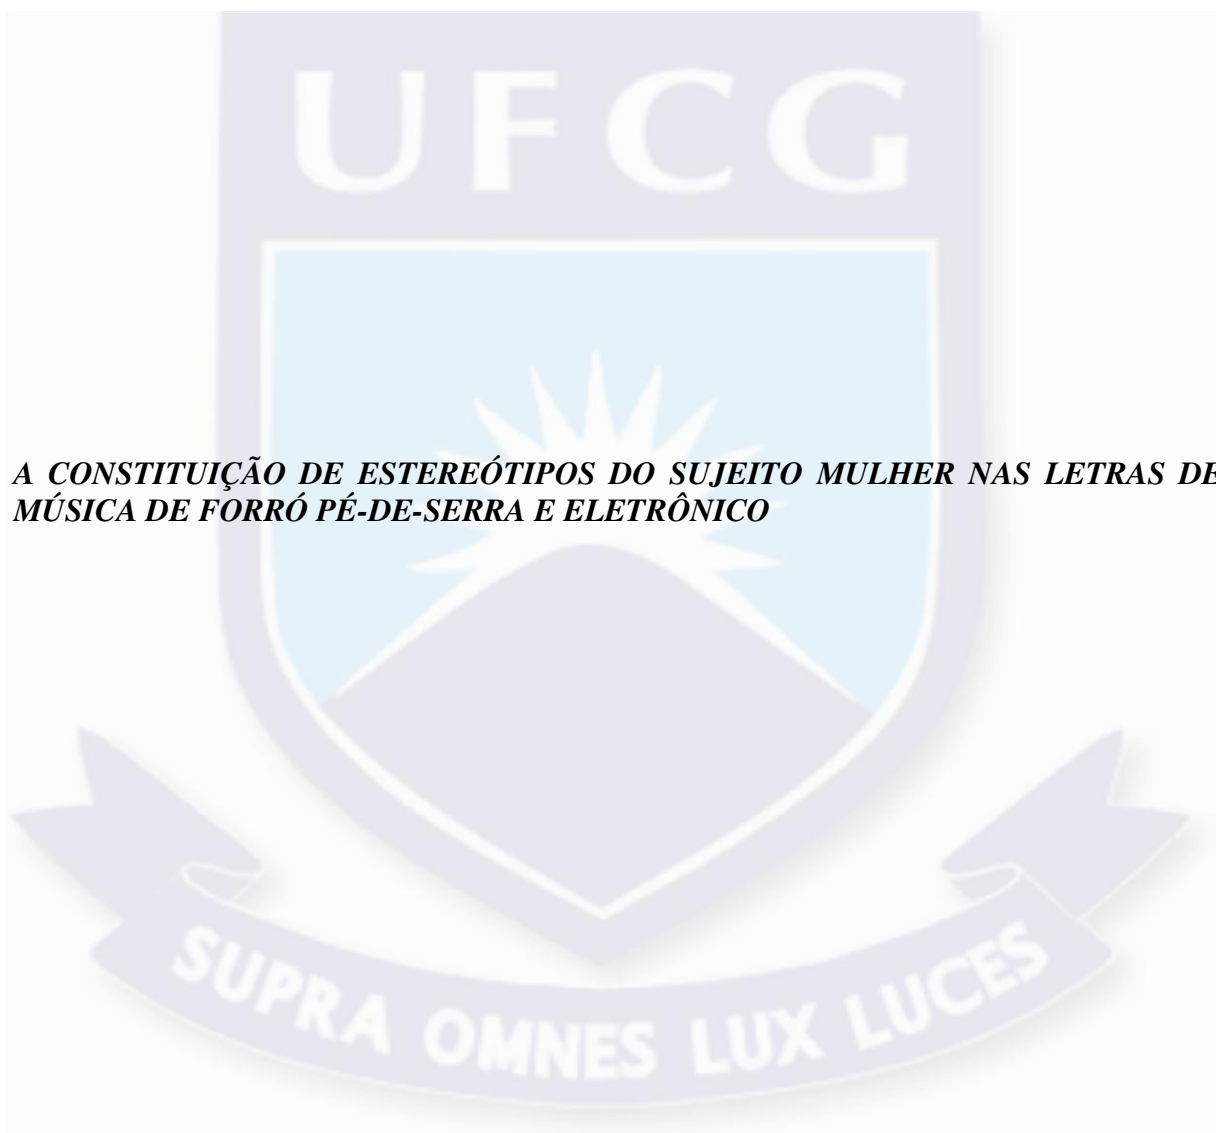 UFCG
A CONSTITUIÇÃO DE ESTEREÓTIPOS DO SUJEITO MULHER NAS LETRAS DE
MÚSICA DE FORRÓ PÉ-DE-SERRA E ELETRÔNICO
SUPRA OMNES LUX LUCES